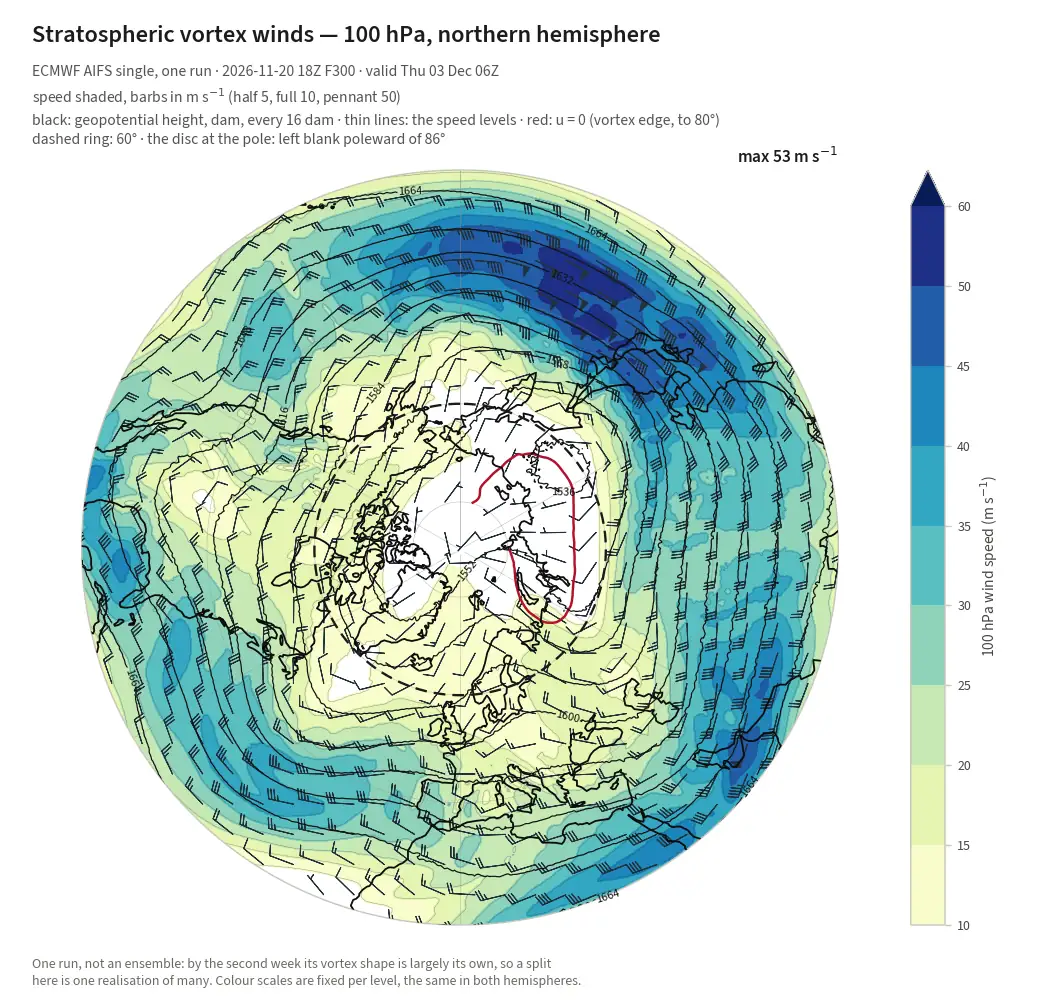 Stratospheric vortex winds — 100 hPa, northern hemisphere
ECMWF AIFS single, one run · 2026-11-20 18Z F300 · valid Thu 03 Dec 06Z
speed shaded, barbs in m s⁻¹ (half 5, full 10, pennant 50)
black: geopotential height, dam, every 16 dam · thin lines: the speed levels · red: u = 0 (vortex edge, to 80°)
dashed ring: 60° · the disc at the pole: left blank poleward of 86°
max 53 m s⁻¹
1664
1664
1632
1568
1584
1536
1552
1600
1664
1664
1664
60
50
45
40
35
30
25
20
15
10
100 hPa wind speed (m s⁻¹)
One run, not an ensemble: by the second week its vortex shape is largely its own, so a split
here is one realisation of many. Colour scales are fixed per level, the same in both hemispheres.